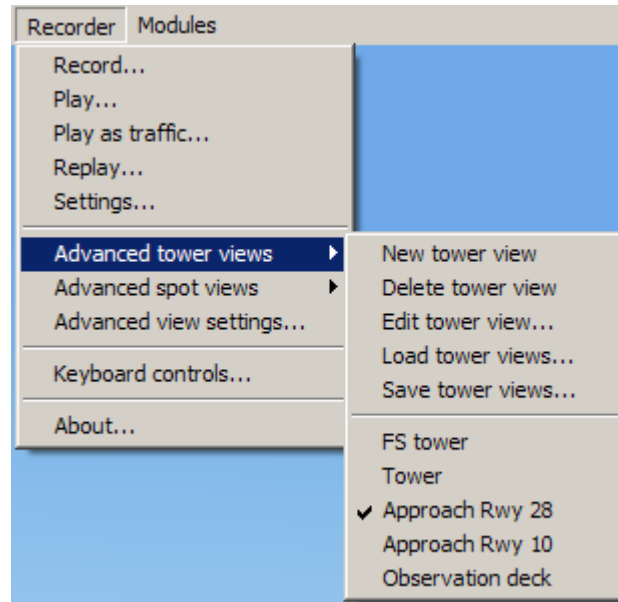 Recorder Modules
Record...
Play...
Play as traffic...
Replay...
Settings...
Advanced tower views
Advanced spot views
Advanced view settings...
Keyboard controls...
About...
New tower view
Delete tower view
Edit tower view...
Load tower views...
Save tower views...
FS tower
Tower
Approach Rwy 28
Approach Rwy 10
Observation deck